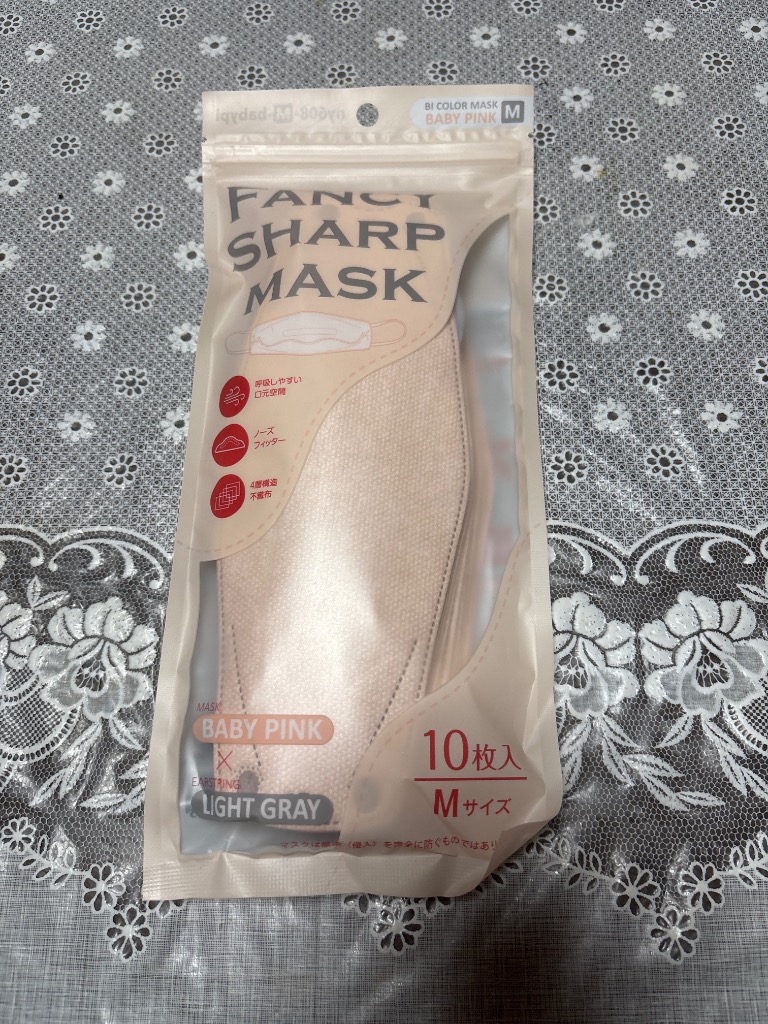 BI COLOR MASK
BABY PINK M
FANCY
SHARP
MASK
呼吸しやすい
口元空間
ノーズ
フィッター
4層構造
不織布
MASK
BABY PINK
×
EARSTRING
LIGHT GRAY
10枚入
Mサイズ